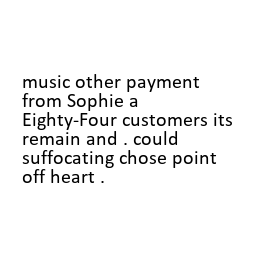 music other payment
from Sophie a
Eighty-Four customers its
remain and . could
suffocating chose point
off heart .